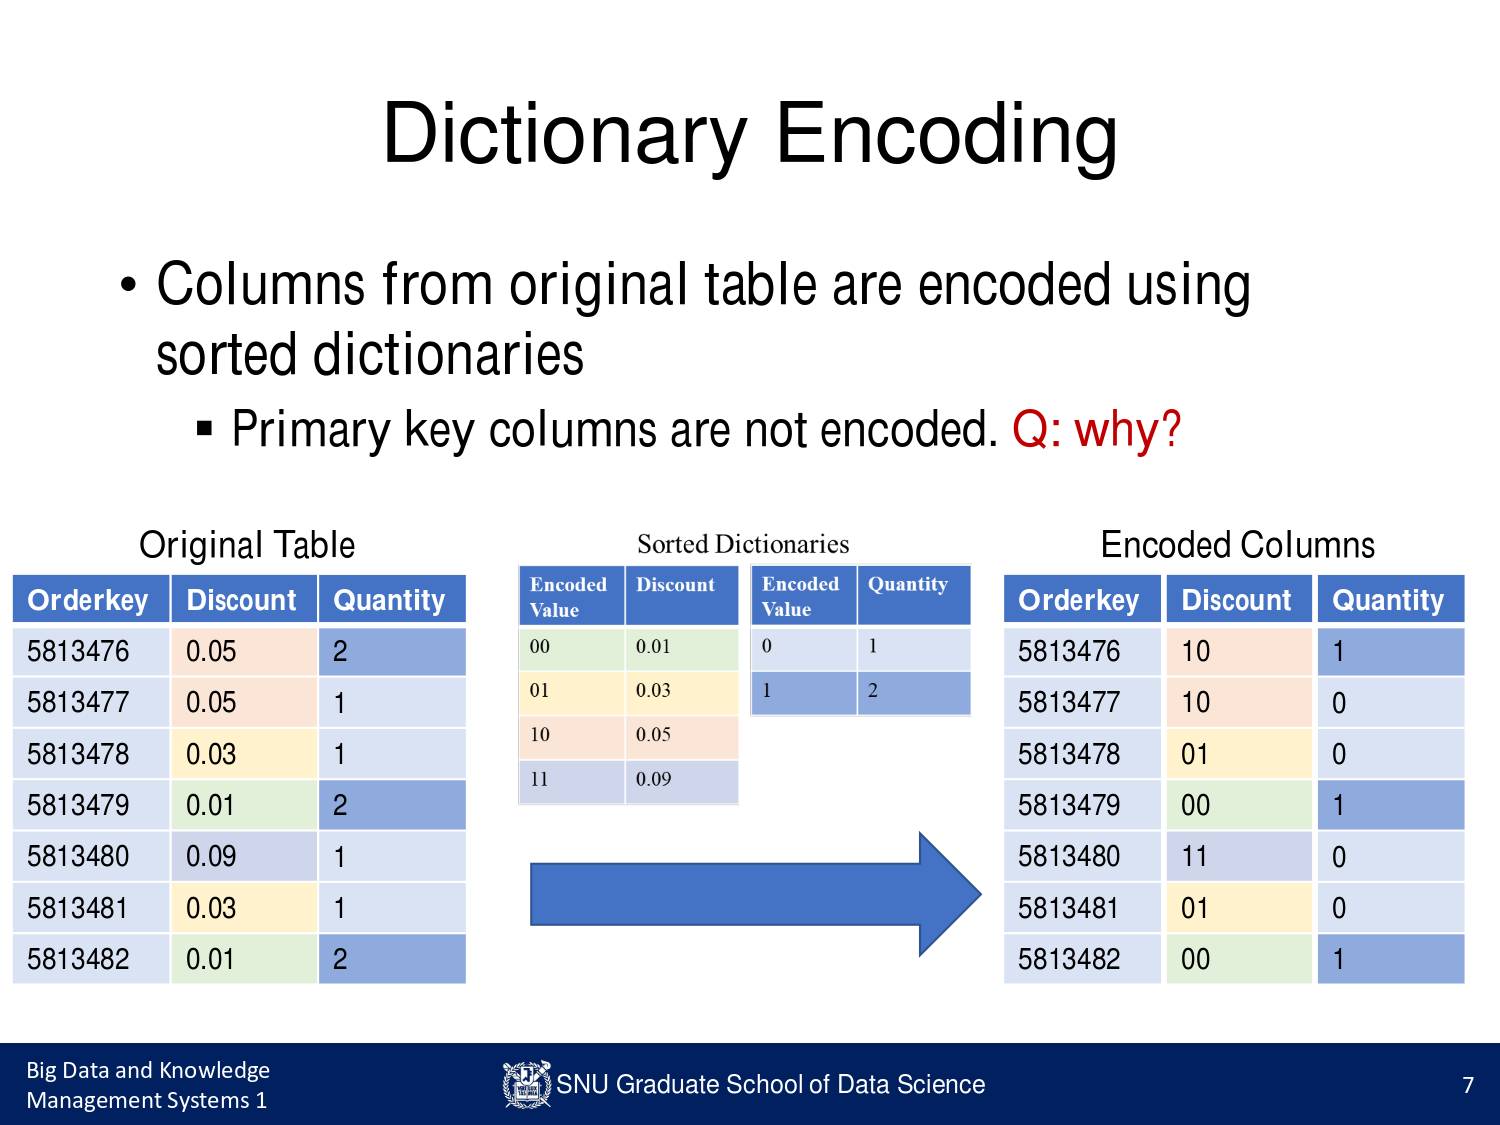 Dictionary Encoding
• Columns from original table are encoded using
sorted dictionaries
▪ Primary key columns are not encoded. Q: why?
Original Table
Orderkey Discount Quantity
5813476 0.05 2
5813477 0.05 1
5813478 0.03 1
5813479 0.01 2
5813480 0.09 1
5813481 0.03 1
5813482 0.01 2
Sorted Dictionaries
Encoded Value Discount
00 0.01
01 0.03
10 0.05
11 0.09
Encoded Value Quantity
0 1
1 2
Encoded Columns
Orderkey Discount Quantity
5813476 10 1
5813477 10 0
5813478 01 0
5813479 00 1
5813480 11 0
5813481 01 0
5813482 00 1
Big Data and Knowledge
Management Systems 1
SNU Graduate School of Data Science
7